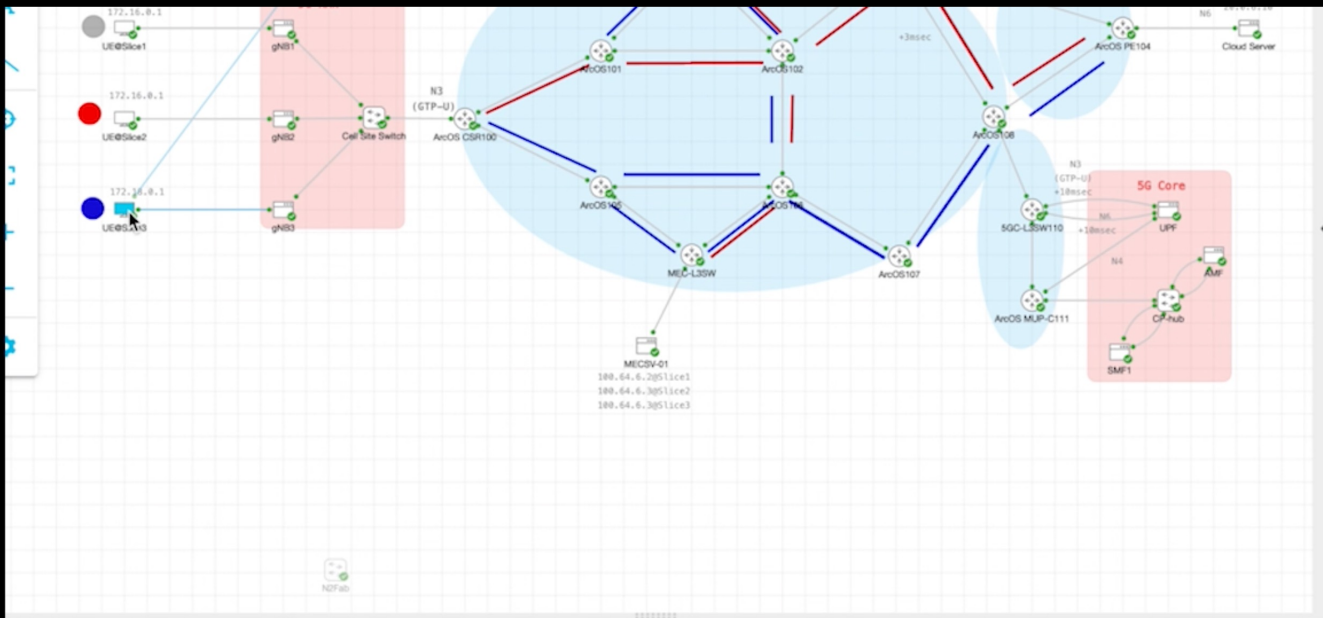 172.16.0.1
UE@Slice1
gNB1
172.16.0.1
UE@Slice2
gNB2
Cell Site Switch
N3
(GTP-U)
ArcOS CSR100
172.16.0.1
gNB3
ArcOS101
ArcOS102
+3msec
ArcOS105
MEC-L3SW
ArcOS107
ArcOS108
N6
ArcOS PE104
Cloud Server
N3
(GTP-U)
+10msec
5G Core
5GC-L3SW110
N6
+10msec
UPF
N4
AMF
ArcOS MUP-C111
CP-hub
SMF1
MECSV-01
100.64.6.2@Slice1
100.64.6.3@Slice2
100.64.6.3@Slice3
N2Fab